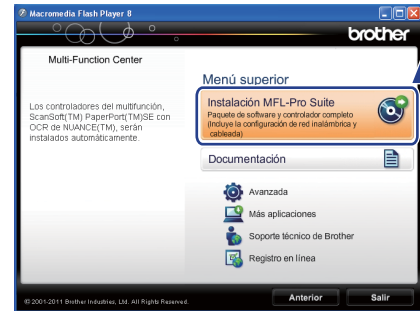 Macromedia Flash Player 8
brother
Multi-Function Center
Menú superior
Los controladores del multifunción,
ScanSoft(TM) PaperPort(TM)SE con
OCR de NUANCE(TM), serán
instalados automáticamente.
Instalación MFL-Pro Suite
Paquete de software y controlador completo
(Incluye la configuración de red inalámbrica y
cableada)
Documentación
Avanzada
Más aplicaciones
Soporte técnico de Brother
Registro en línea
© 2001-2011 Brother Industries, Ltd. All Rights Reserved.
Anterior
Salir